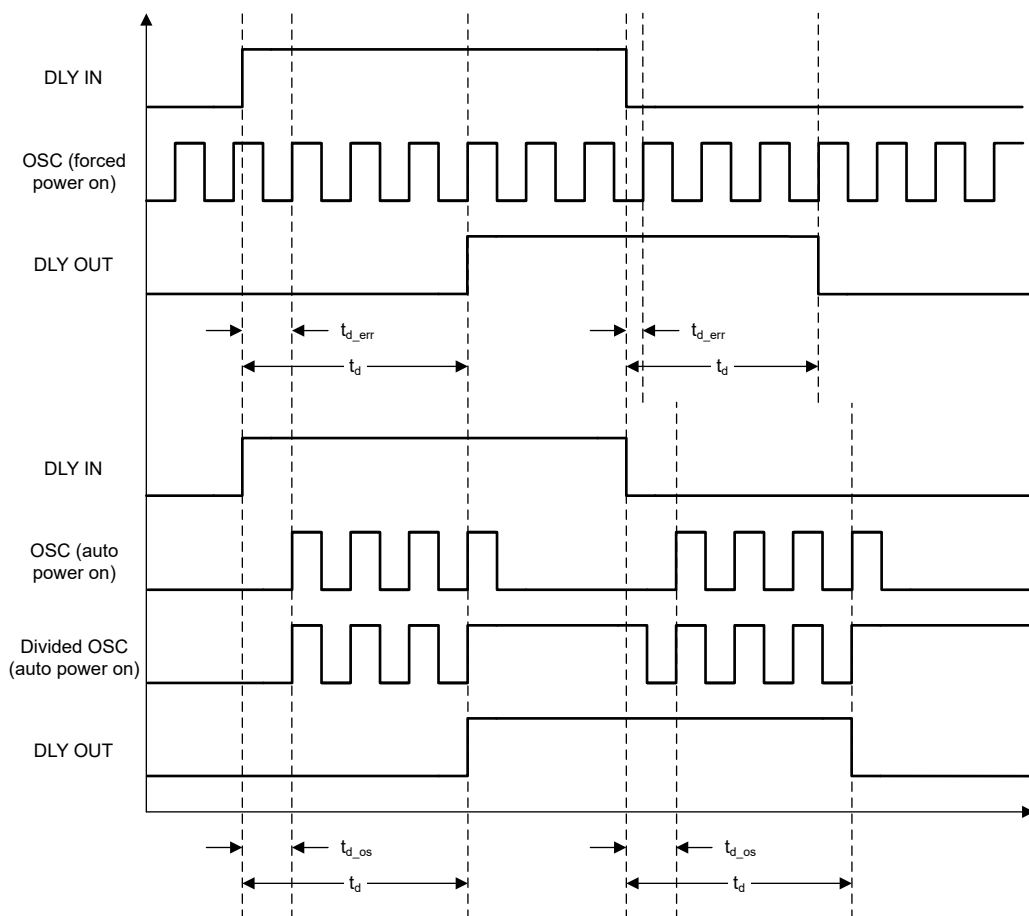 DLY IN
OSC (forced
power on)
DLY OUT
t_d_err
t_d_err
t_d
t_d
DLY IN
OSC (auto
power on)
Divided OSC
(auto power on)
DLY OUT
t_d_os
t_d_os
t_d
t_d